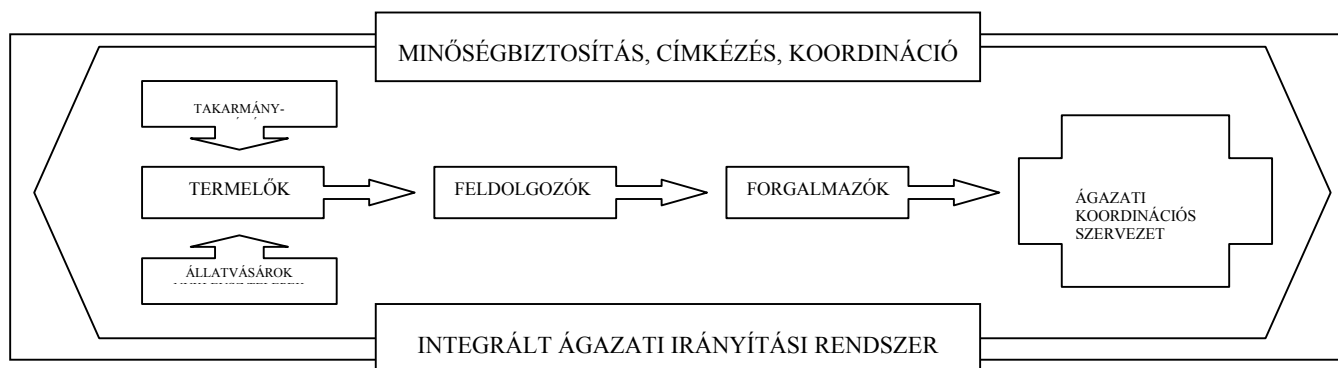 MINŐSÉGBIZTOSÍTÁS, CÍMKÉZÉS, KOORDINÁCIÓ
TAKARMÁNY-
TERMELŐK
FELDOLGOZÓK
FORGALMAZÓK
ÁGAZATI
KOORDINÁCIÓS
SZERVEZET
ÁLLATVÁSÁROK
INTEGRÁLT ÁGAZATI IRÁNYÍTÁSI RENDSZER